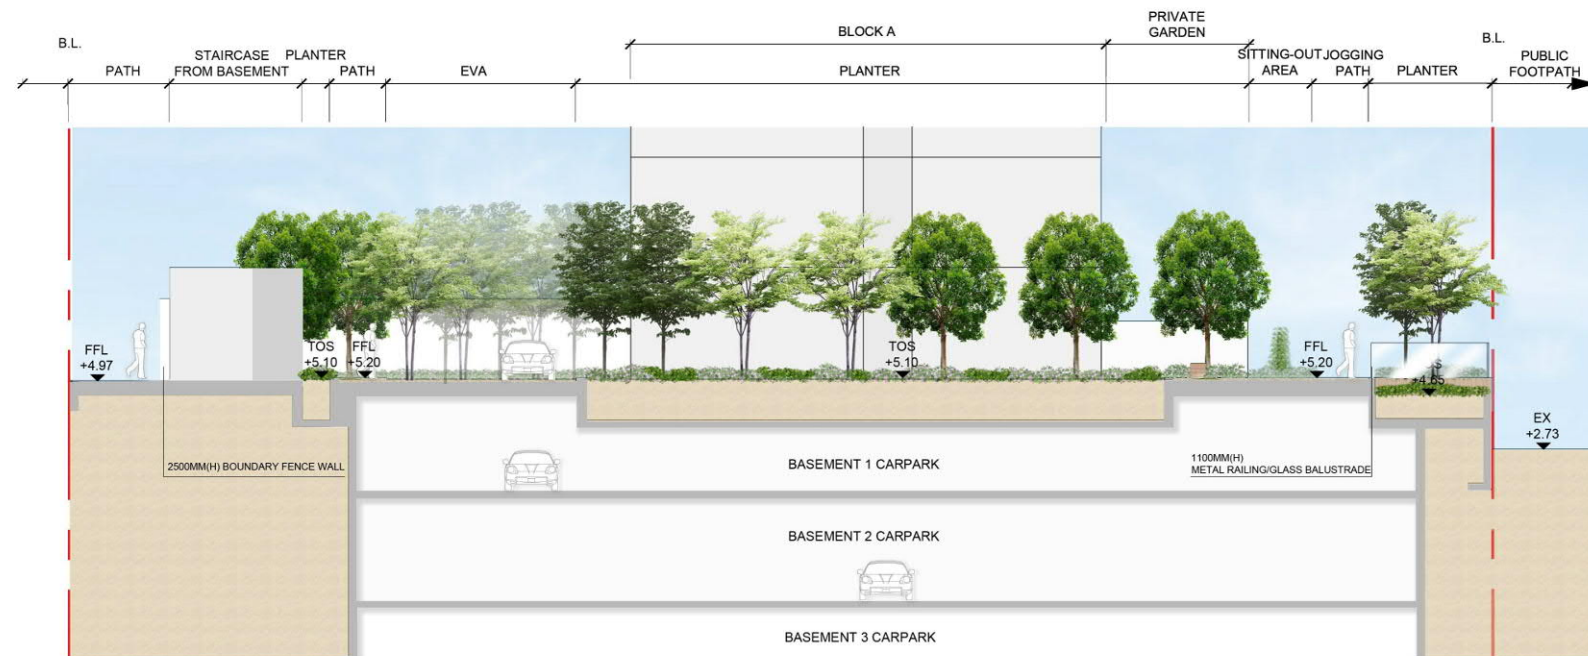 PRIVATE
GARDEN
BLOCK A
B.L.
B.L.
STAIRCASE
FROM BASEMENT
PLANTER
PATH
PATH
EVA
PLANTER
SITTING-OUT
AREA
JOGGING
PATH
PLANTER
PUBLIC
FOOTPATH
FFL
+4.97
TOS
+5.10
FFL
+5.20
TOS
+5.10
FFL
+5.20
+4.65
EX
+2.73
2500MM(H) BOUNDARY FENCE WALL
BASEMENT 1 CARPARK
1100MM(H)
METAL RAILING/GLASS BALUSTRADE
BASEMENT 2 CARPARK
BASEMENT 3 CARPARK